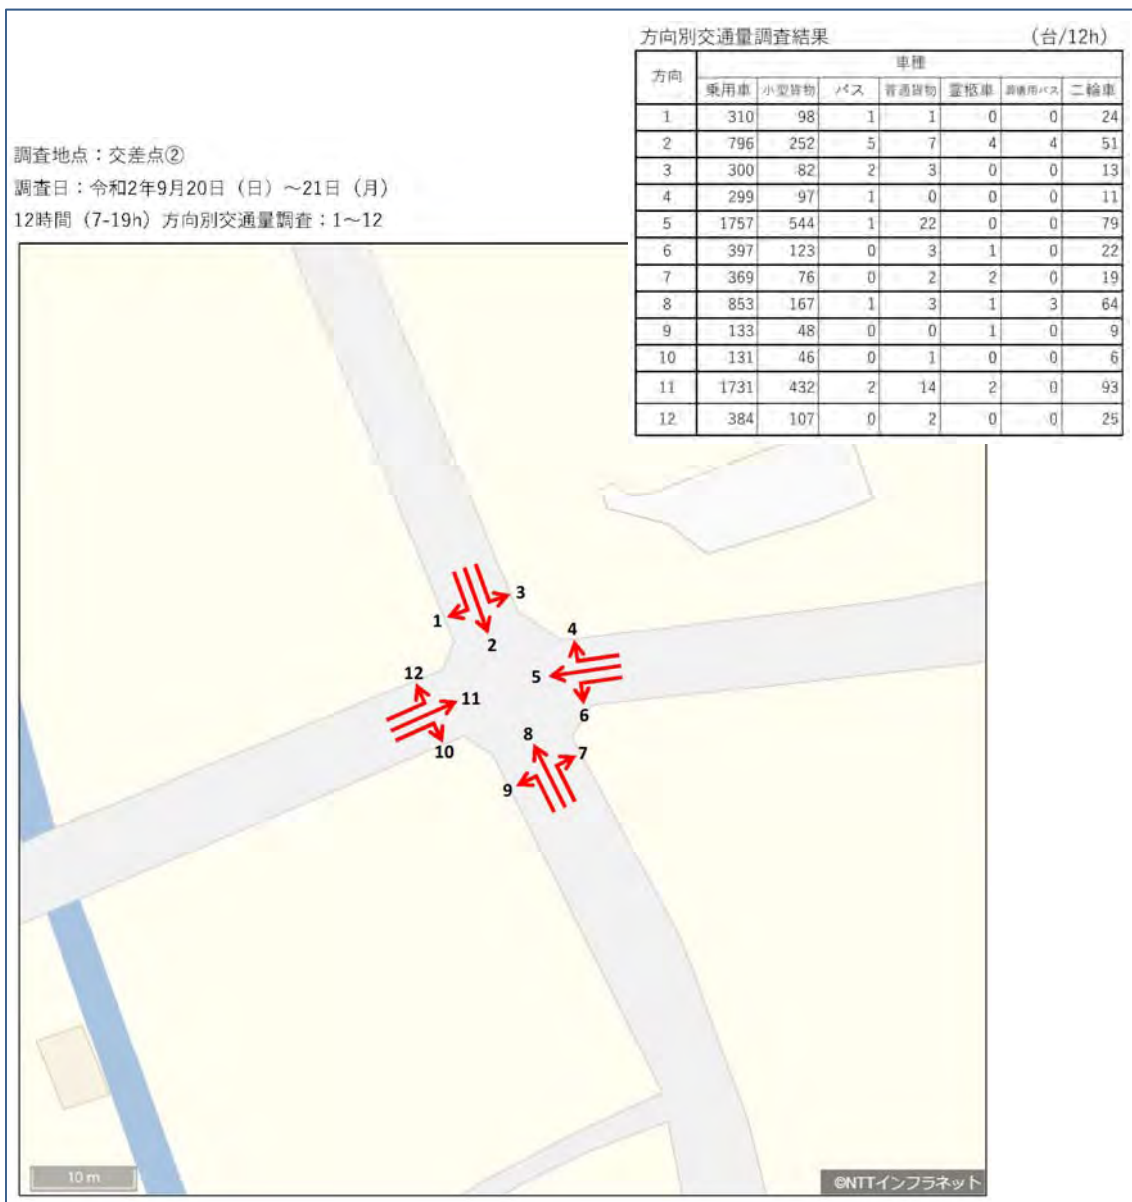 方向別交通量調査結果 (台/12h)
方向 車種
乗用車 小型貨物 バス 普通貨物 霊柩車 葬儀用バス 二輪車
1 310 98 1 1 0 0 24
2 796 252 5 7 4 4 51
3 300 82 2 3 0 0 13
4 299 97 1 0 0 0 11
5 1757 544 1 22 0 0 79
6 397 123 0 3 1 0 22
7 369 76 0 2 2 0 19
8 853 167 1 3 1 3 64
9 133 48 0 0 1 0 9
10 131 46 0 1 0 0 6
11 1731 432 2 14 2 0 93
12 384 107 0 2 0 0 25
調査地点:交差点②
調査日:令和2年9月20日(日)~21日(月)
12時間(7-19h)方向別交通量調査:1~12
3
1
2
4
12
5
11
6
8
10
7
9
10 m
©NTTインフラネット